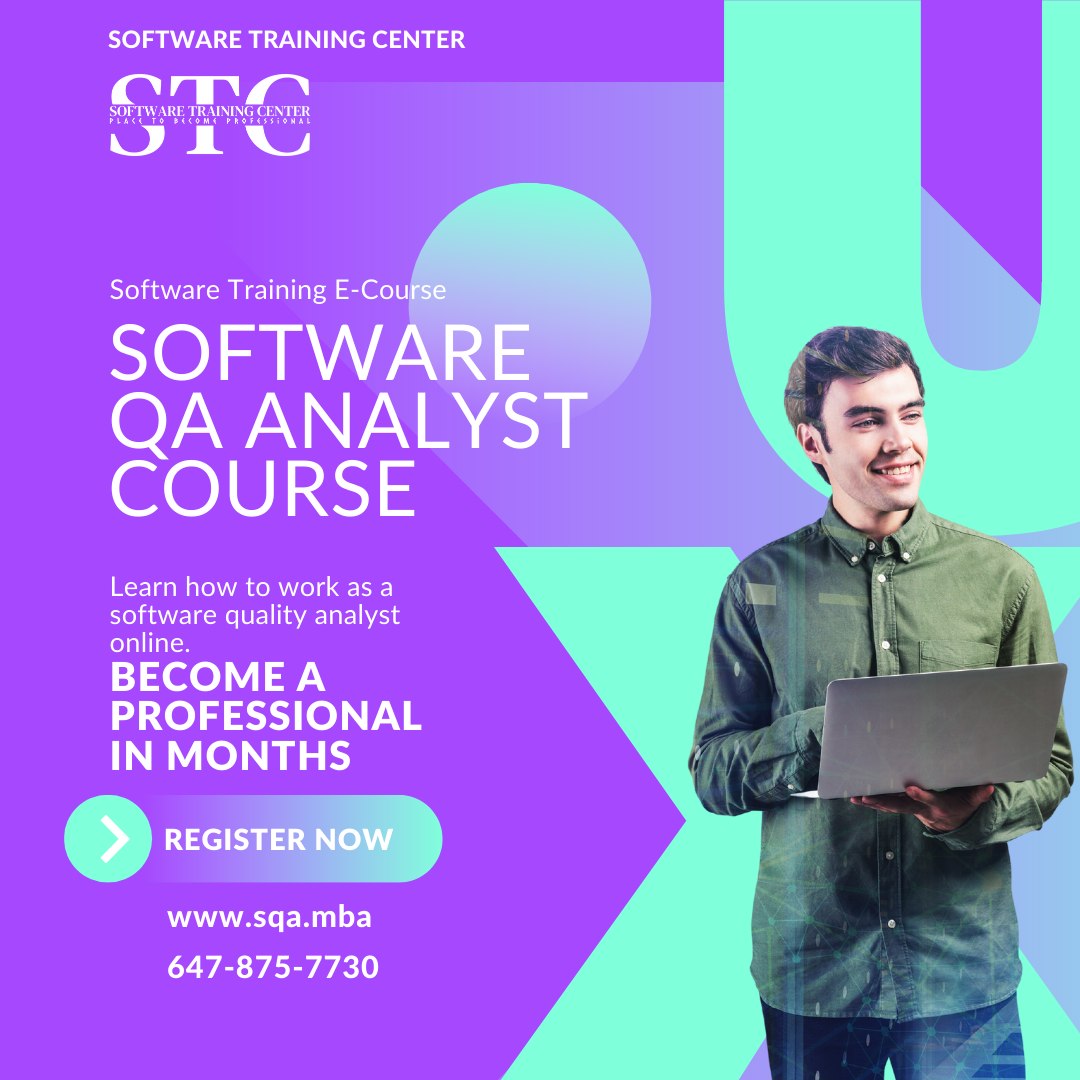 SOFTWARE TRAINING CENTER
STC
SOFTWARE TRAINING CENTER
PLACE TO BECOME PROFESSIONAL
Software Training E-Course
SOFTWARE
QA ANALYST
COURSE
Learn how to work as a
software quality analyst
online.
BECOME A
PROFESSIONAL
IN MONTHS
REGISTER NOW
www.sqa.mba
647-875-7730